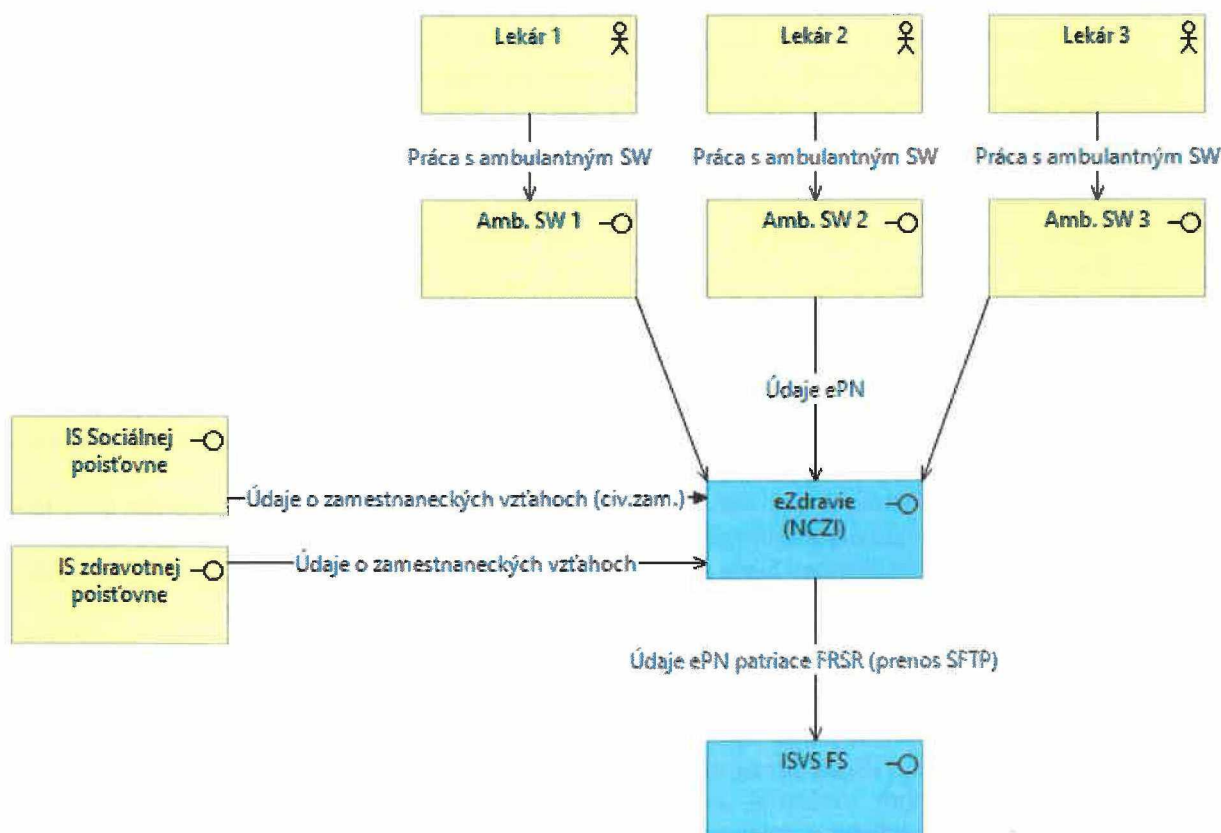 Lekár 1
Lekár 2
Lekár 3
Práca s ambulantným SW
Práca s ambulantným SW
Práca s ambulantným SW
Amb. SW 1
Amb. SW 2
Amb. SW 3
Údaje ePN
IS Sociálnej
poisťovne
Údaje o zamestnaneckých vzťahoch (civ.zam.)
eZdravie
(NCZI)
IS zdravotnej
poisťovne
Údaje o zamestnaneckých vzťahoch
Údaje ePN patriace FRSR (prenos SFTP)
ISVS FS